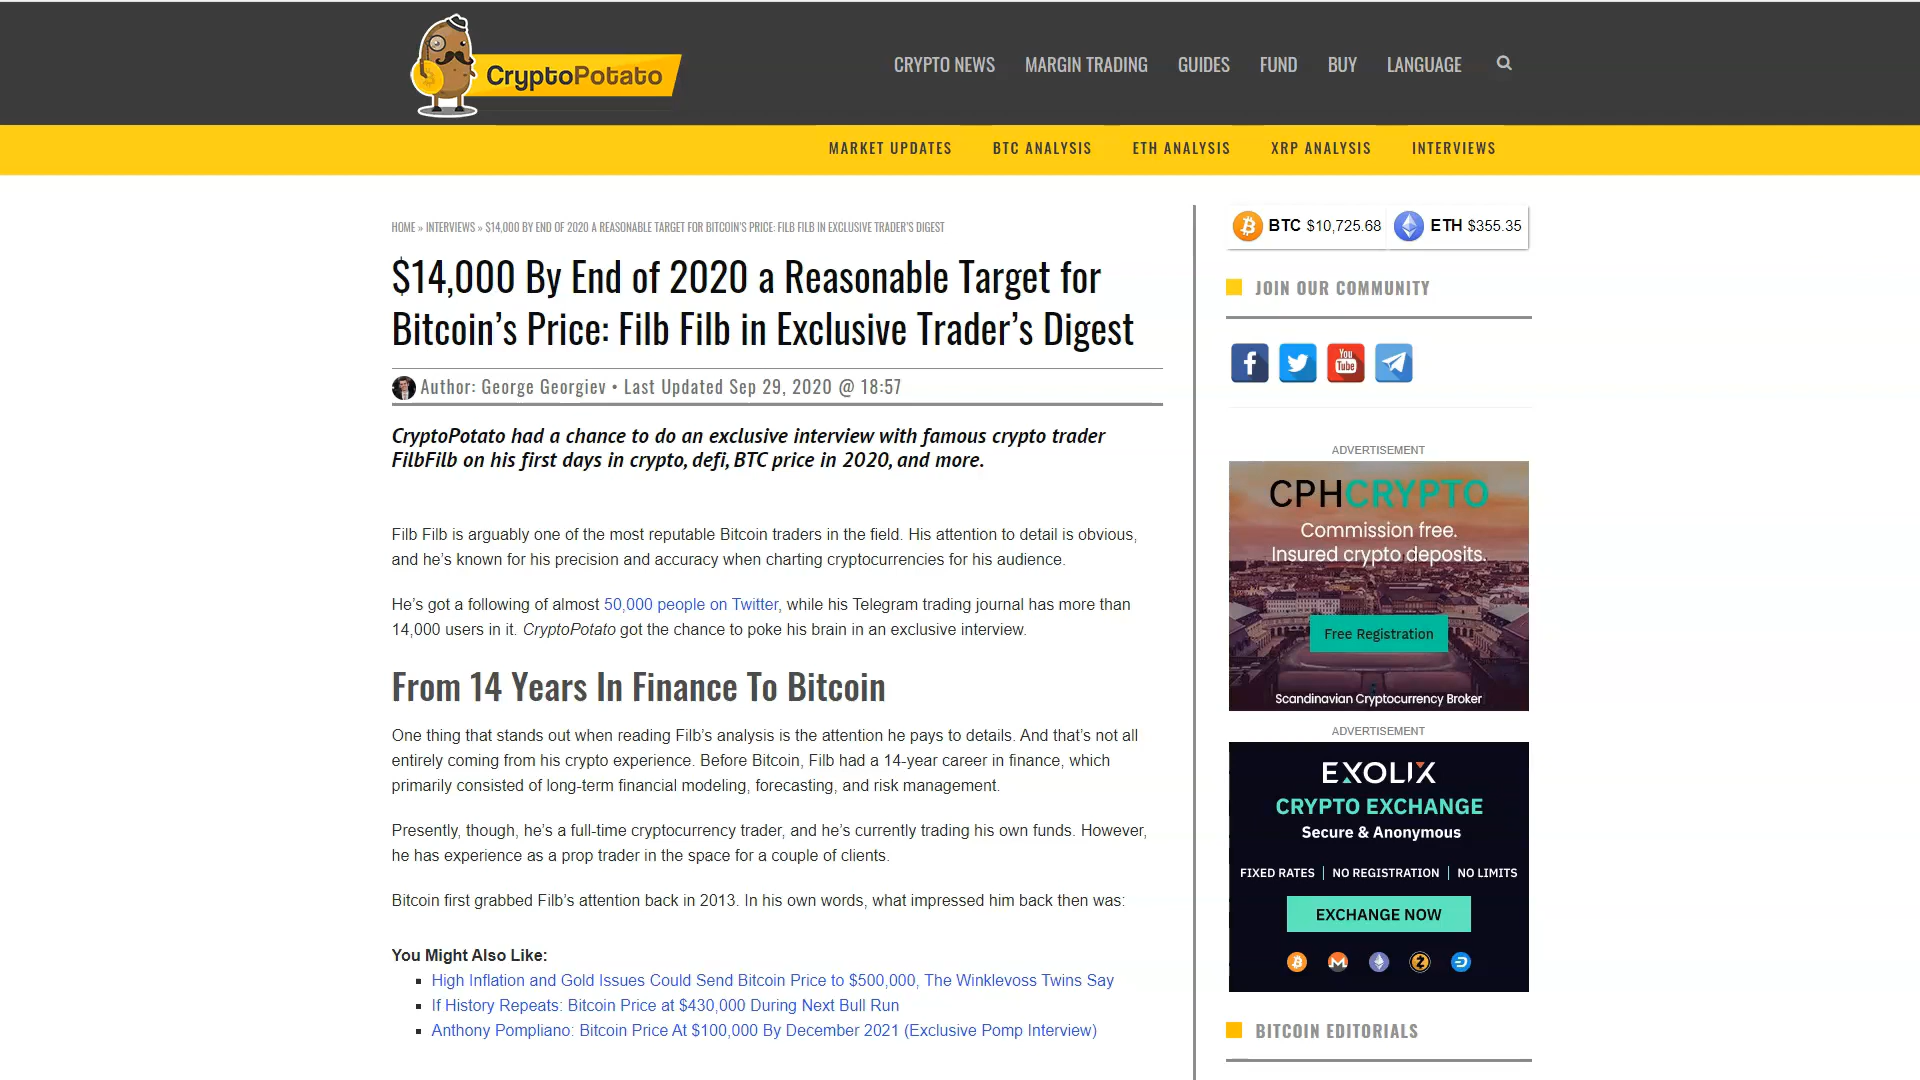 CryptoPotato
CRYPTO NEWS MARGIN TRADING GUIDES FUND BUY LANGUAGE
MARKET UPDATES BTC ANALYSIS ETH ANALYSIS XRP ANALYSIS INTERVIEWS
HOME » INTERVIEWS » $14,000 BY END OF 2020 A REASONABLE TARGET FOR BITCOIN'S PRICE: FILB FILB IN EXCLUSIVE TRADER'S DIGEST
$14,000 By End of 2020 a Reasonable Target for
Bitcoin's Price: Filb Filb in Exclusive Trader's Digest
Author: George Georgiev • Last Updated Sep 29, 2020 @ 18:57
CryptoPotato had a chance to do an exclusive interview with famous crypto trader
FilbFilb on his first days in crypto, defi, BTC price in 2020, and more.
Filb Filb is arguably one of the most reputable Bitcoin traders in the field. His attention to detail is obvious,
and he's known for his precision and accuracy when charting cryptocurrencies for his audience.
He's got a following of almost 50,000 people on Twitter, while his Telegram trading journal has more than
14,000 users in it. CryptoPotato got the chance to poke his brain in an exclusive interview.
From 14 Years In Finance To Bitcoin
One thing that stands out when reading Filb's analysis is the attention he pays to details. And that's not all
entirely coming from his crypto experience. Before Bitcoin, Filb had a 14-year career in finance, which
primarily consisted of long-term financial modeling, forecasting, and risk management.
Presently, though, he's a full-time cryptocurrency trader, and he's currently trading his own funds. However,
he has experience as a prop trader in the space for a couple of clients.
Bitcoin first grabbed Filb's attention back in 2013. In his own words, what impressed him back then was:
You Might Also Like:
High Inflation and Gold Issues Could Send Bitcoin Price to $500,000, The Winklevoss Twins Say
If History Repeats: Bitcoin Price at $430,000 During Next Bull Run
Anthony Pompliano: Bitcoin Price At $100,000 By December 2021 (Exclusive Pomp Interview)
BTC $10,725.68 ETH $355.35
JOIN OUR COMMUNITY
You
Tube
ADVERTISEMENT
CPHCRYPTO
Commission free.
Insured crypto deposits.
Free Registration
Scandinavian Cryptocurrency Broker
ADVERTISEMENT
EXOLIX
CRYPTO EXCHANGE
Secure & Anonymous
FIXED RATES | NO REGISTRATION | NO LIMITS
EXCHANGE NOW
BITCOIN EDITORIALS